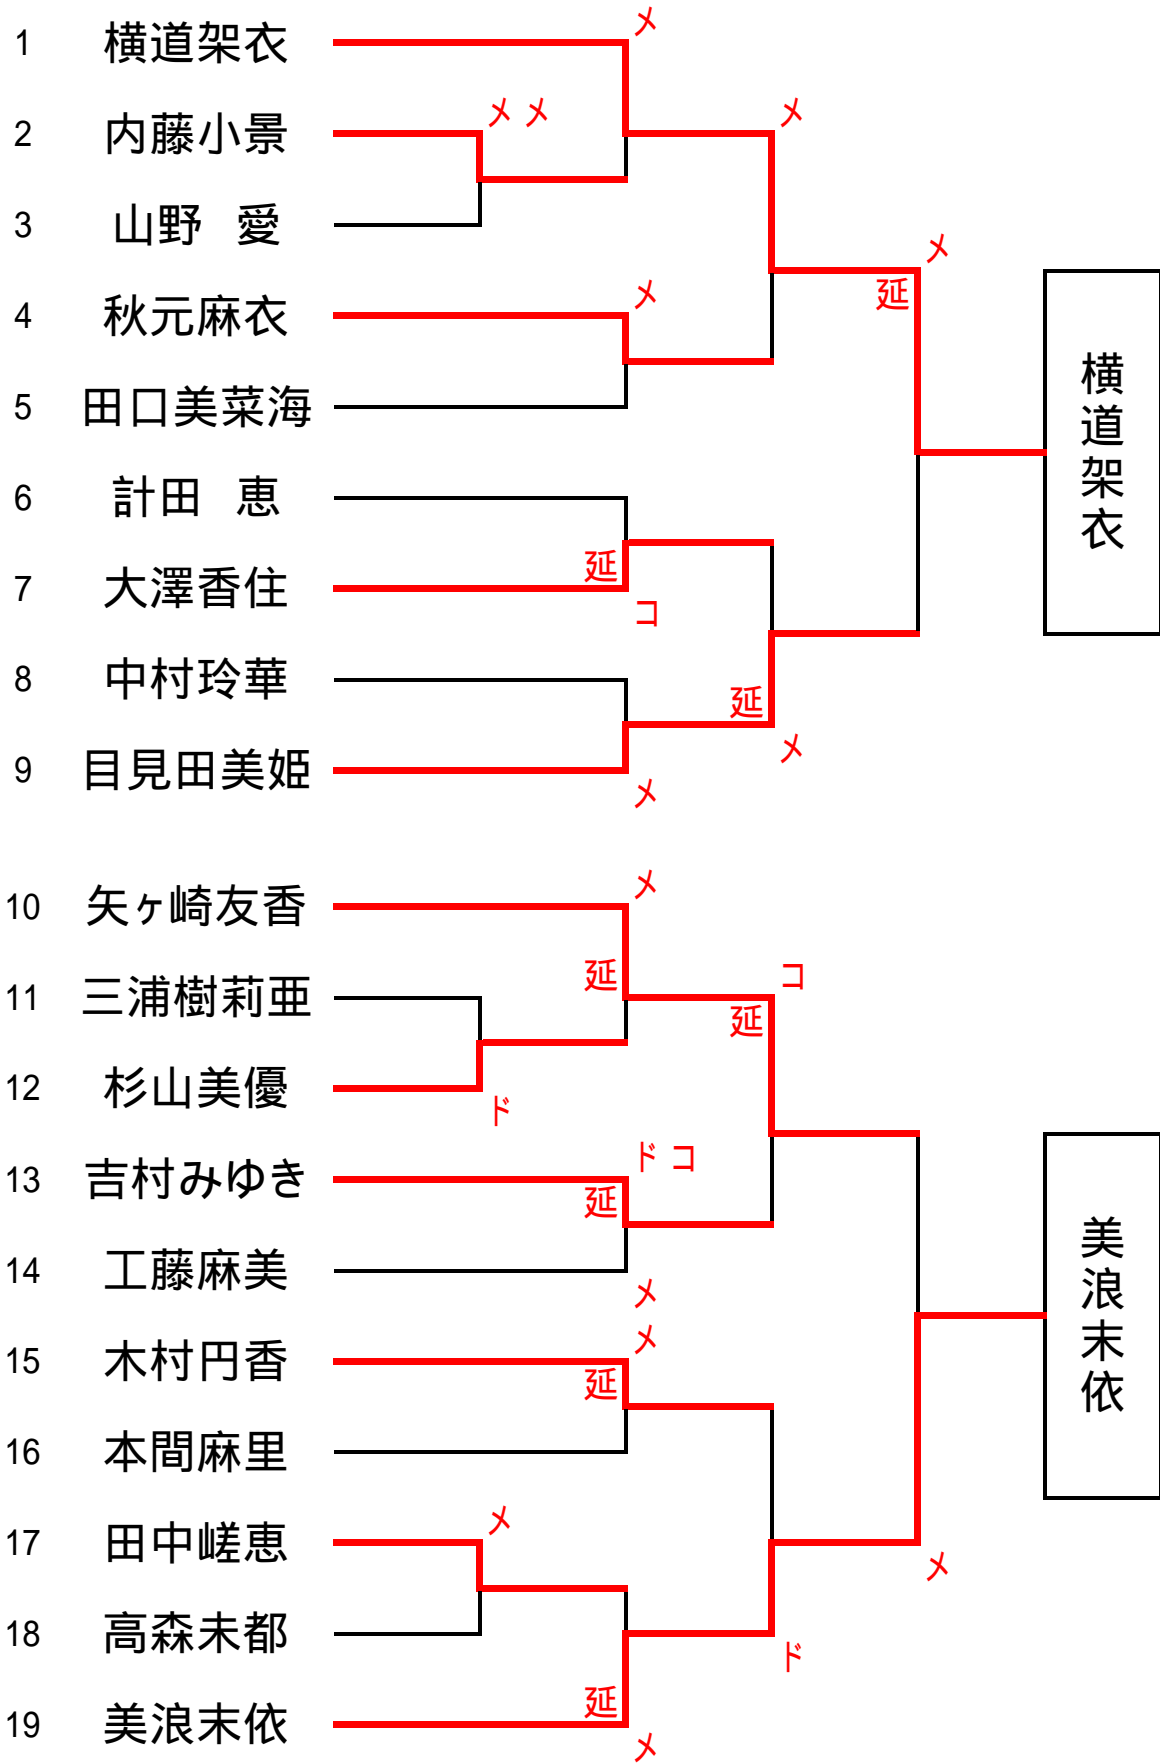 メ
1 横道架衣
メ メ
メ
2 内藤小景
3 山野 愛
メ
延
メ
4 秋元麻衣
5 田口美菜海
横道架衣
6 計田 恵
延
7 大澤香住
コ
8 中村玲華
延
メ
9 目見田美姫
メ
メ
10 矢ヶ崎友香
延
コ
延
11 三浦樹莉亜
12 杉山美優
ド
ド コ
13 吉村みゆき
延
14 工藤麻美
メ
美浪末依
メ
15 木村円香
延
16 本間麻里
メ
17 田中嵯恵
メ
18 高森未都
ド
延
19 美浪末依
メ